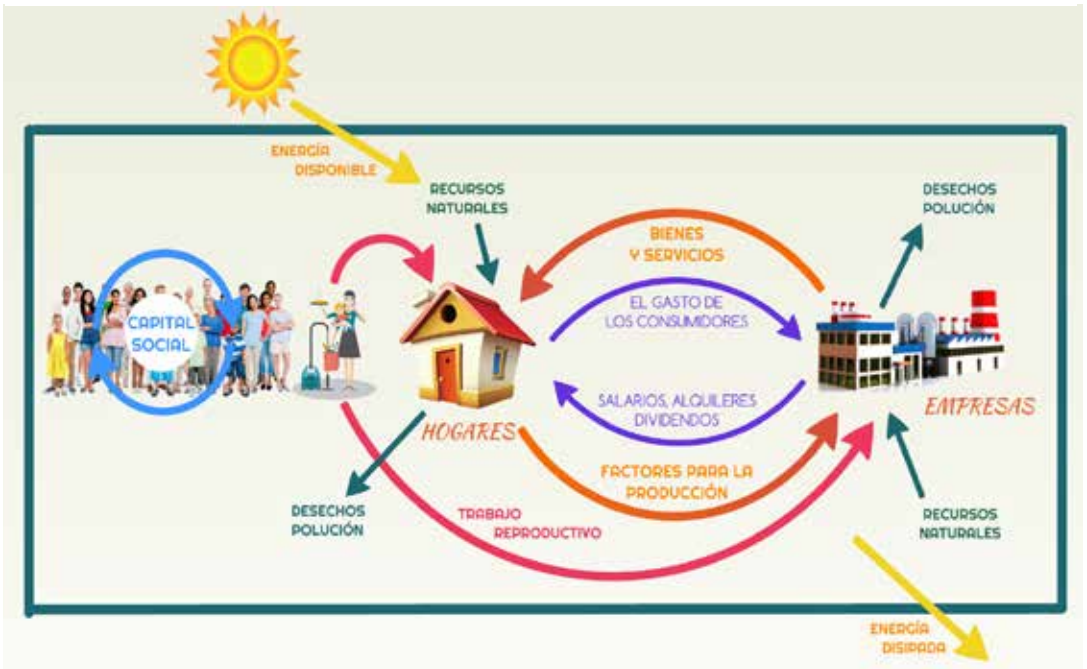 ENERGÍA
DISPONIBLE
RECURSOS
NATURALES
DESECHOS
POLUCIÓN
BIENES
Y SERVICIOS
EL GASTO DE
LOS CONSUMIDORES
CAPITAL
SOCIAL
SALARIOS, ALQUILERES
DIVIDENDOS
EMPRESAS
HOGARES
FACTORES PARA LA
PRODUCCIÓN
DESECHOS
POLUCIÓN
TRABAJO
REPRODUCTIVO
RECURSOS
NATURALES
ENERGÍA
DISIPADA